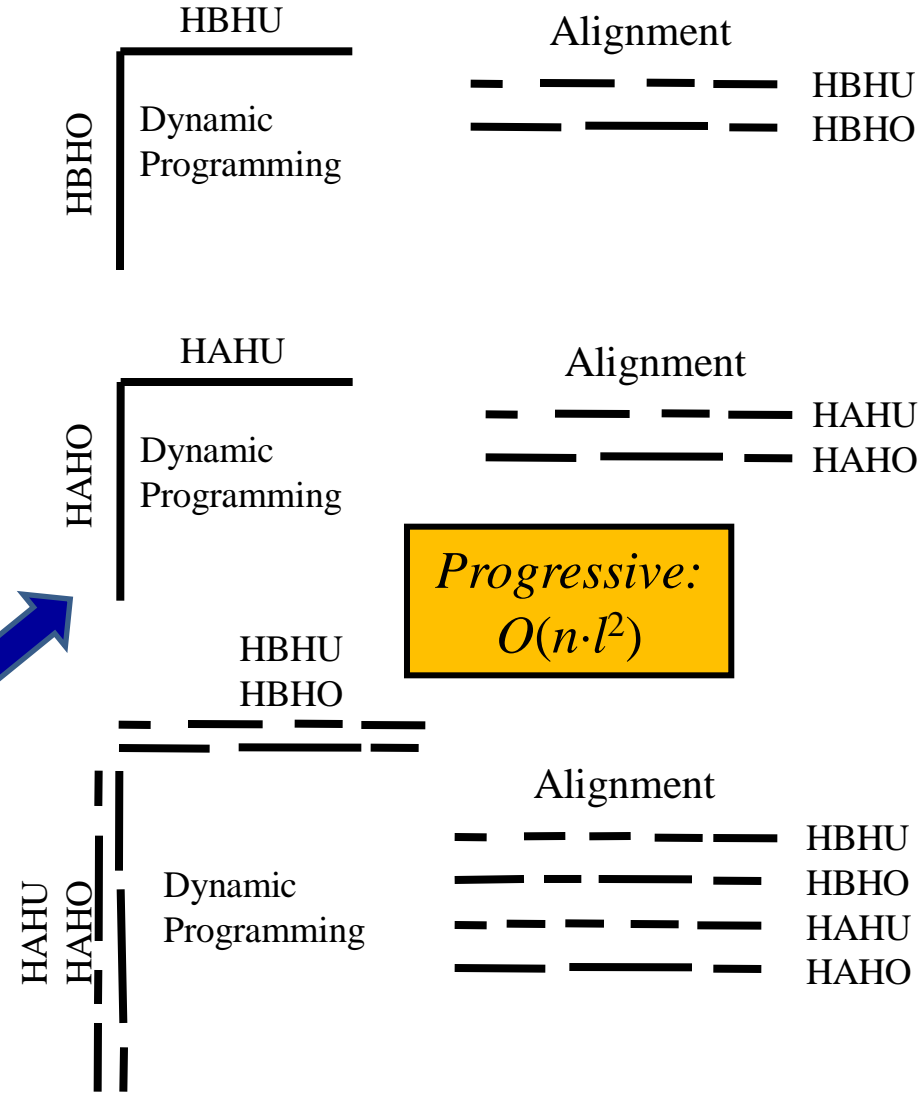 HBHU
Alignment
HBHU
HBHO
HBHO
Dynamic
Programming
HAHU
Alignment
HAHU
HAHO
HAHO
Dynamic
Programming
Progressive:
O(n·l²)
HBHU
HBHO
Alignment
HBHU
HBHO
HAHU
HAHO
HAHU
HAHO
Dynamic
Programming